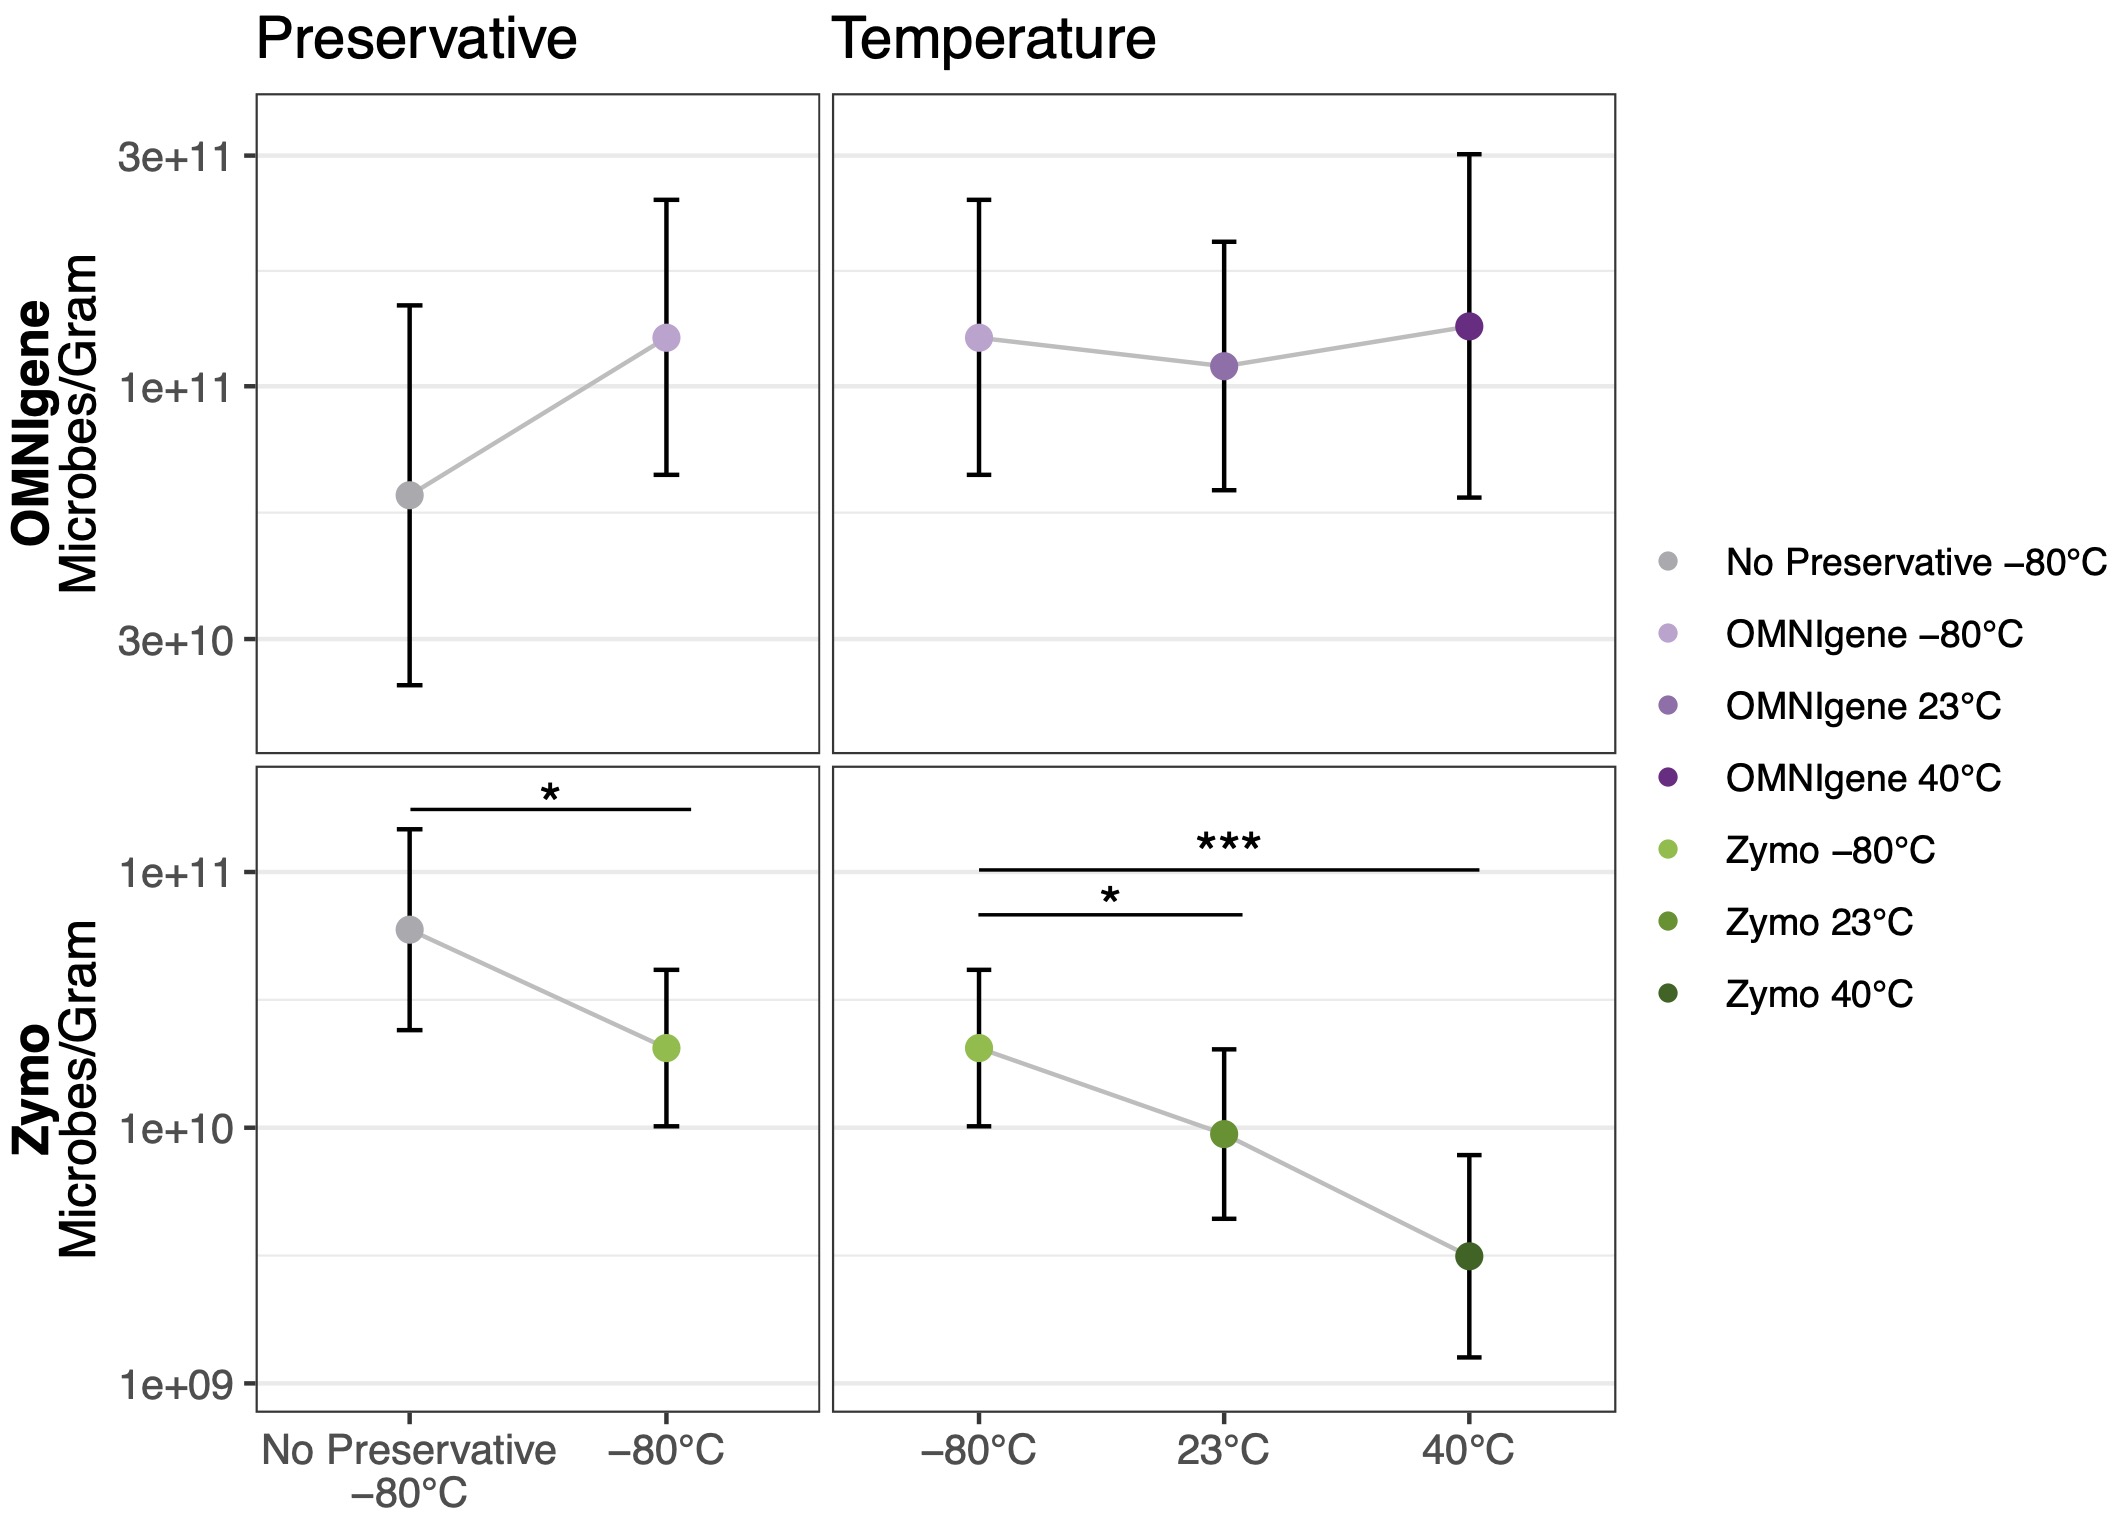 Preservative
Temperature
OMNIgene
Microbes/Gram
3e+11
1e+11
3e+10
Zymo
Microbes/Gram
1e+11
1e+10
1e+09
*
***
*
No Preservative
−80°C
−80°C
−80°C
23°C
40°C
No Preservative −80°C
OMNIgene −80°C
OMNIgene 23°C
OMNIgene 40°C
Zymo −80°C
Zymo 23°C
Zymo 40°C